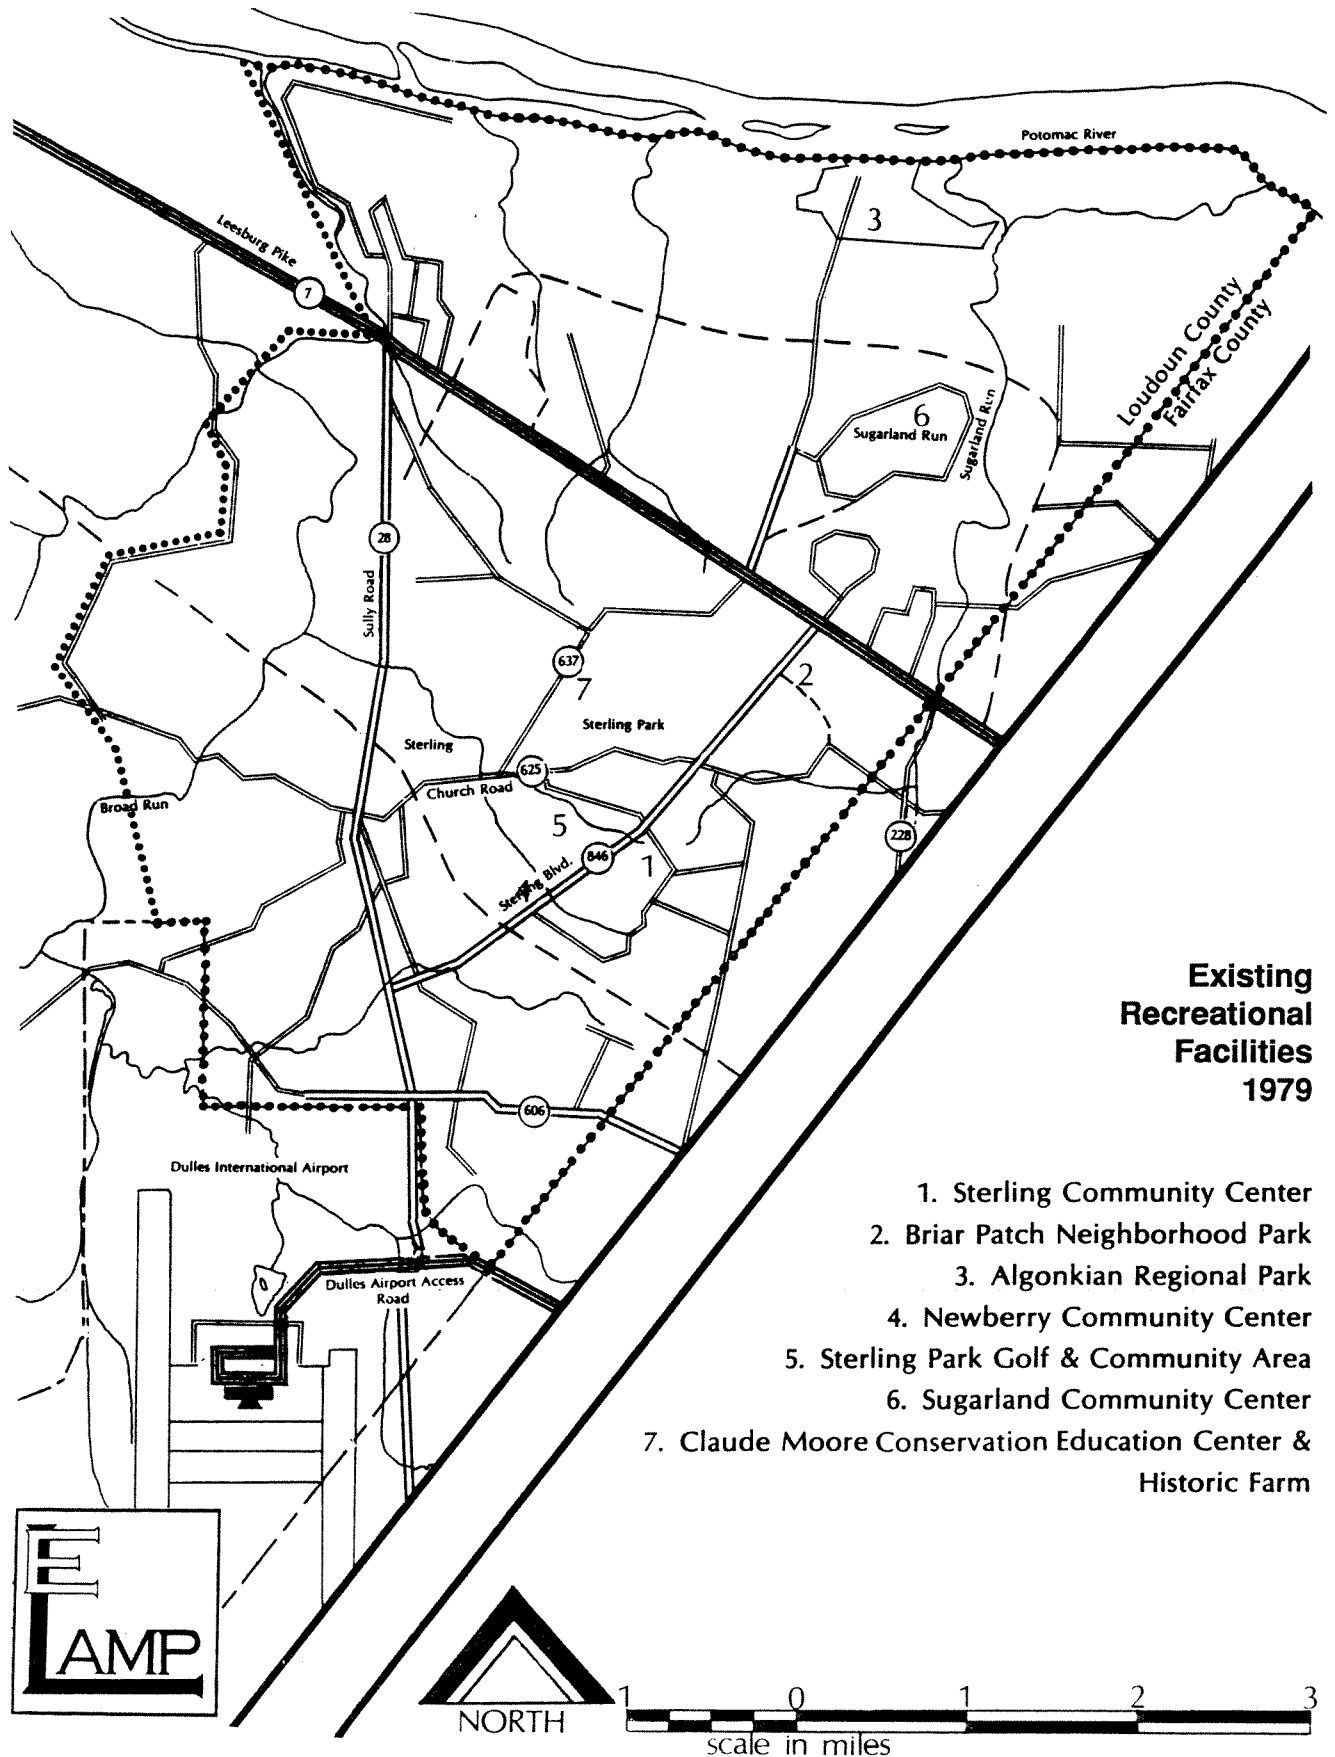 Potomac River
3
Leesburg Pike
7
Loudoun County
Fairfax County
6
Sugarland Run
Sugarland Run
28
Sully Road
637
7
2
Sterling Park
Sterling
625
Church Road
Broad Run
5
846
1
Sterling Blvd.
228
Existing
Recreational
Facilities
1979
606
Dulles International Airport
1. Sterling Community Center
2. Briar Patch Neighborhood Park
3. Algonkian Regional Park
Dulles Airport Access
Road
4. Newberry Community Center
5. Sterling Park Golf & Community Area
6. Sugarland Community Center
7. Claude Moore Conservation Education Center &
Historic Farm
E
LAMP
NORTH
1 0 1 2 3
scale in miles